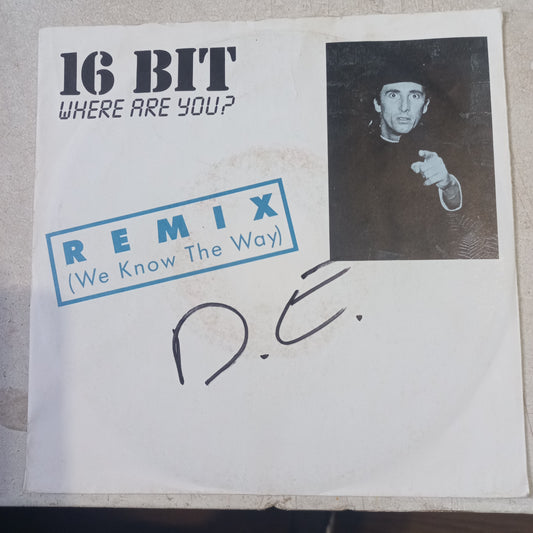 16 BIT
WHERE ARE YOU?
REMIX
(We Know The Way)
D.E.